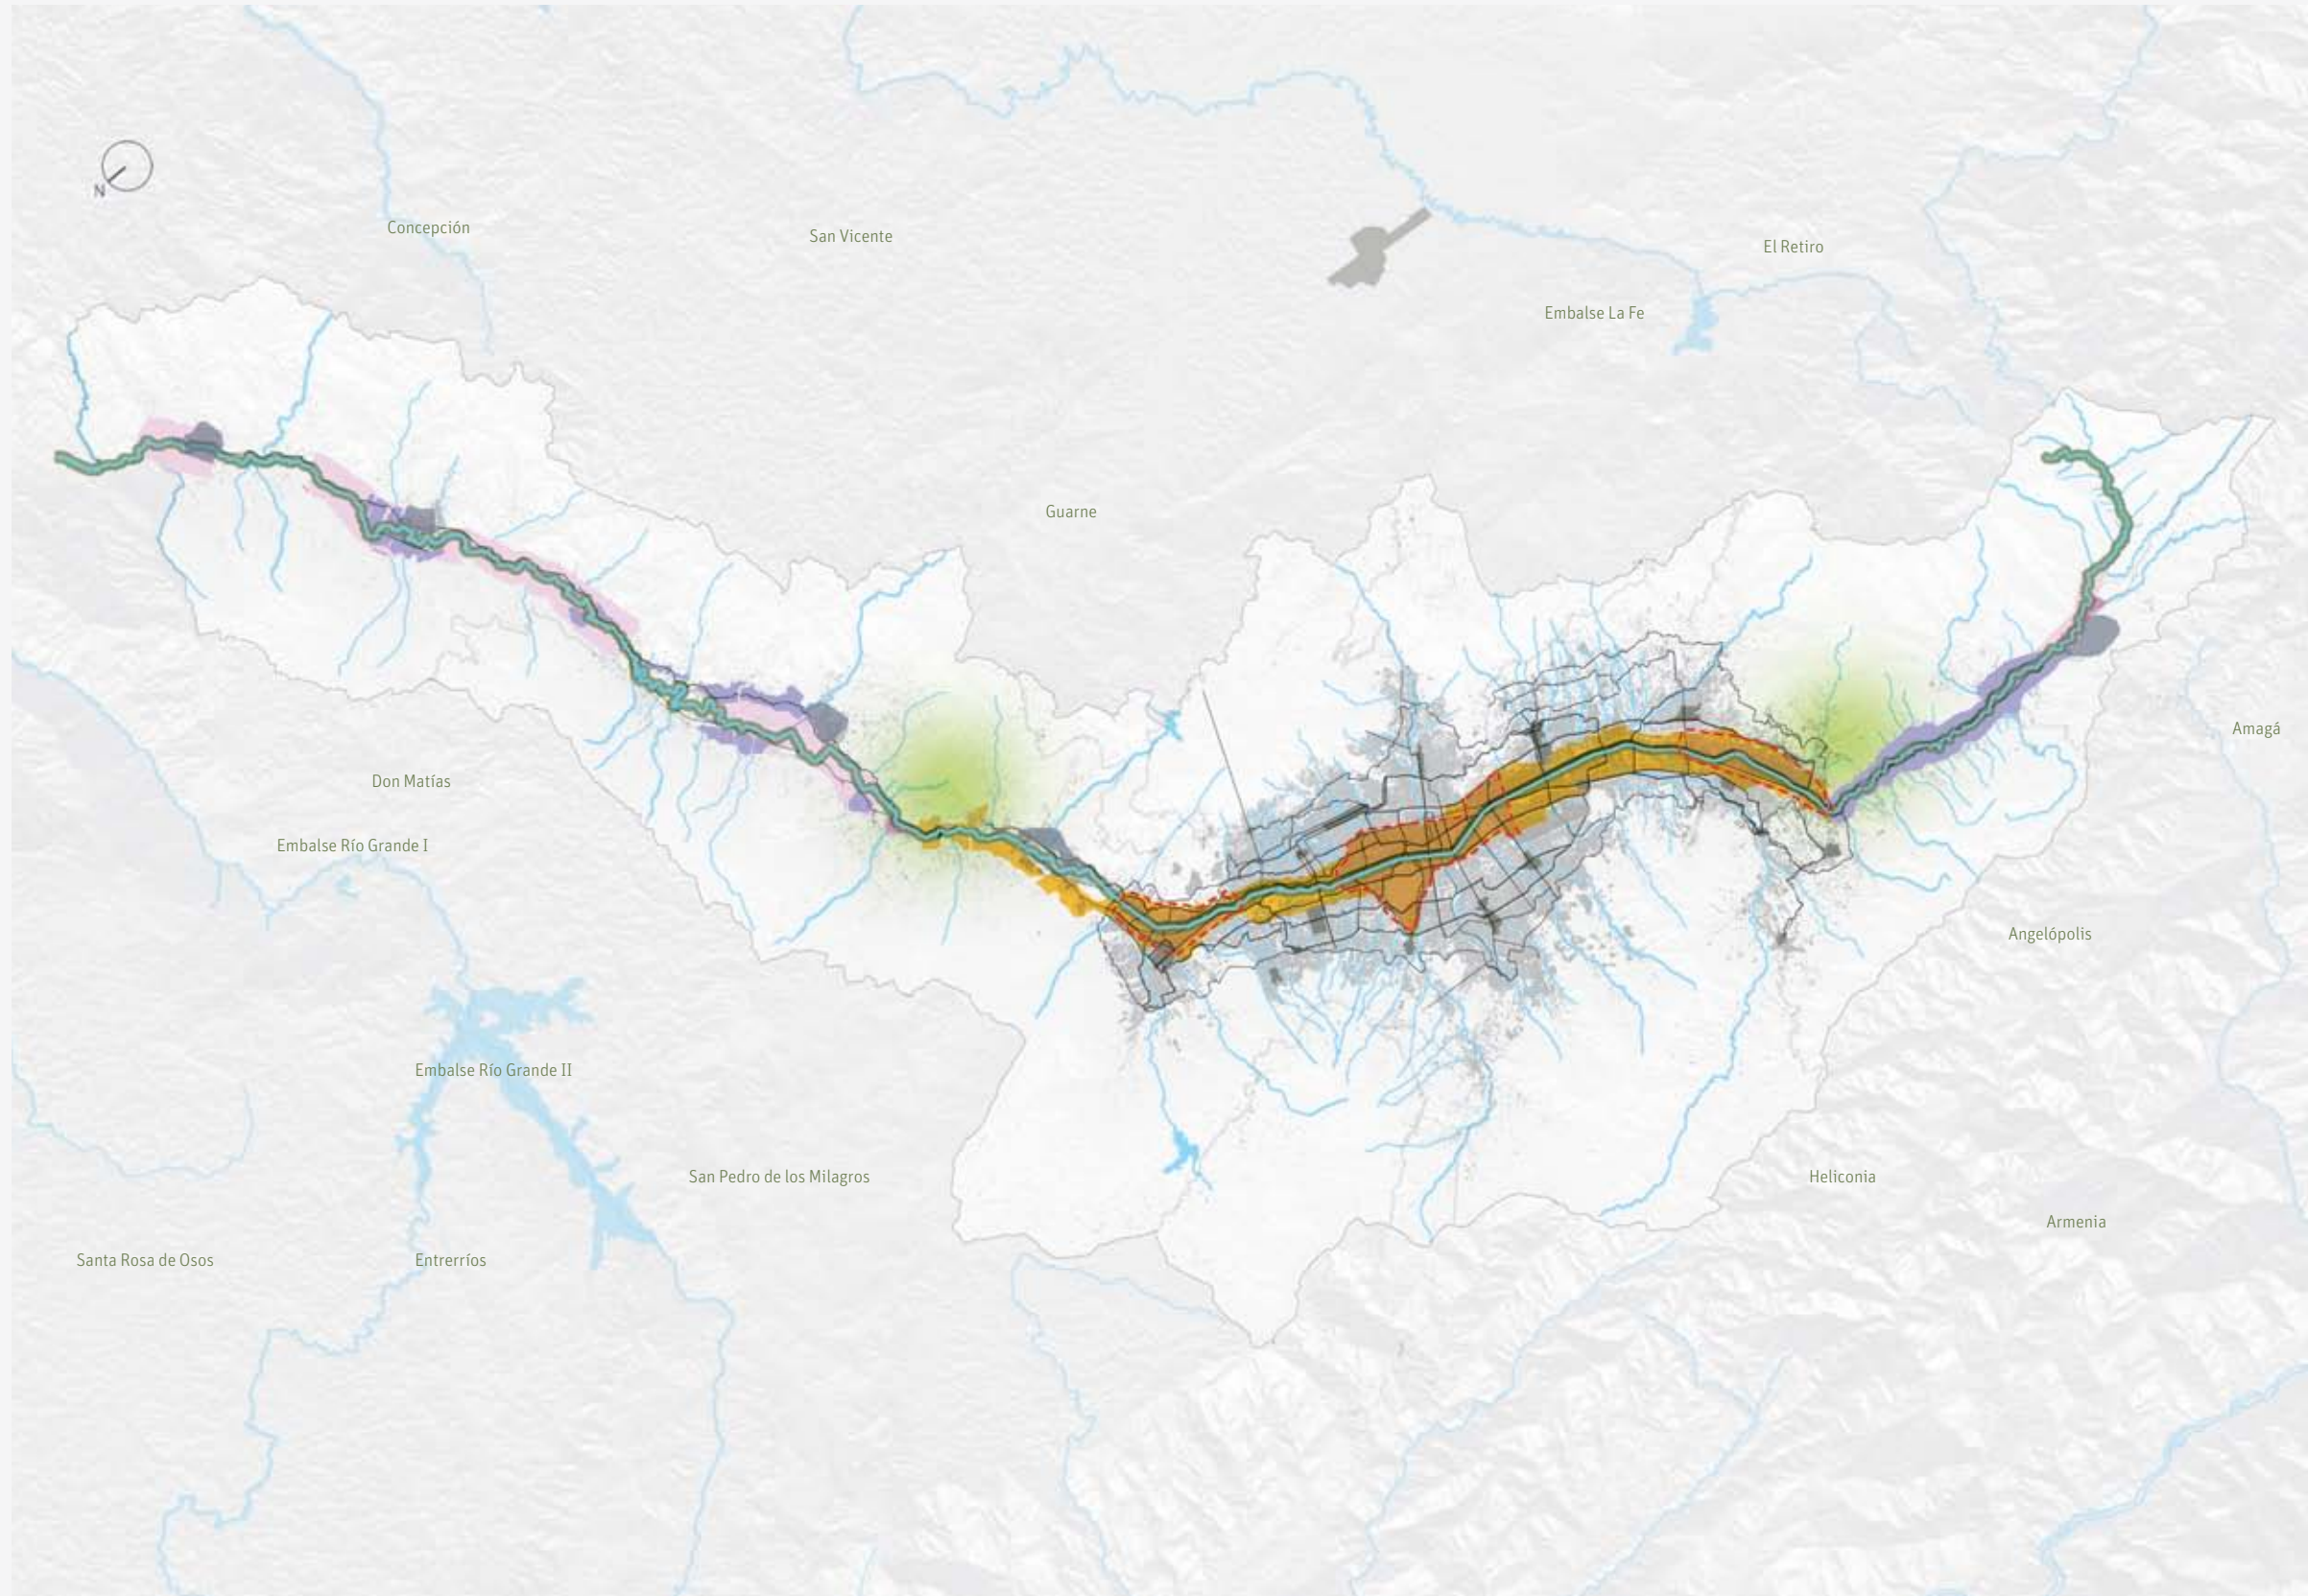 N
Concepción
San Vicente
El Retiro
Embalse La Fe
Guarne
Amagá
Don Matías
Embalse Río Grande I
Angelópolis
Embalse Río Grande II
San Pedro de los Milagros
Heliconia
Armenia
Santa Rosa de Osos
Entrerríos